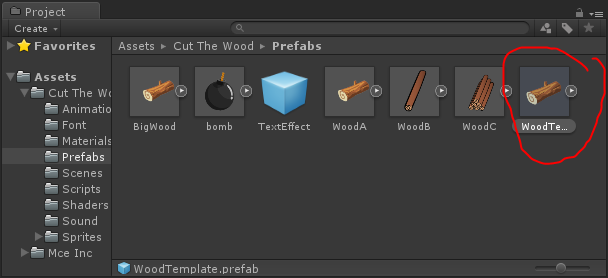 Project
Create
Favorites
Assets
Cut The Wo
Animatio
Font
Materials
Prefabs
Scenes
Scripts
Shaders
Sound
Sprites
Mce Inc
Assets Cut The Wood Prefabs
BigWood bomb TextEffect WoodA WoodB WoodC WoodTe...
WoodTemplate.prefab